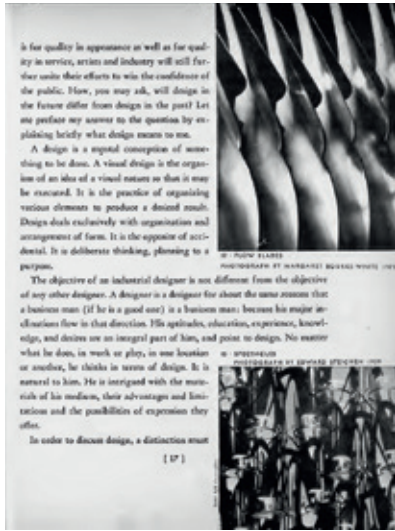 is for quality in appearance as well as for qual-
ity in service, artists and industry will still fur-
ther unite their efforts to win the confidence of
the public. How, you may ask, will design in
the future differ from design in the past? Let
me preface my answer to the question by ex-
plaining briefly what design means to me.
A design is a mental conception of some-
thing to be done. A visual design is the organ-
ion of an idea of a visual nature so that it may
be executed. It is the practice of organizing
various elements to produce a desired result.
Design deals exclusively with organization and
arrangement of form. It is the opposite of acci-
dental. It is deliberate thinking, planning to a
purpose.
PLOW BLADES
PHOTOGRAPH BY MARGARET BOURKE-WHITE
The objective of an industrial designer is not different from the objective
of any other designer. A designer is a designer for about the same reasons that
a business man (if he is a good one) is a business man: because his major in-
clinations flow in that direction. His aptitudes, education, experience, knowl-
edge, and desires are an integral part of him, and point to design. No matter
what he does, in work or play, in one location
or another, he thinks in terms of design. It is
natural to him. He is intrigued with the mate-
rials of his medium, their advantages and limi-
tations and the possibilities of expression they
offer.
In order to discuss design, a distinction must
PHOTOGRAPH BY EDWARD STEICHEN
[ 17 ]